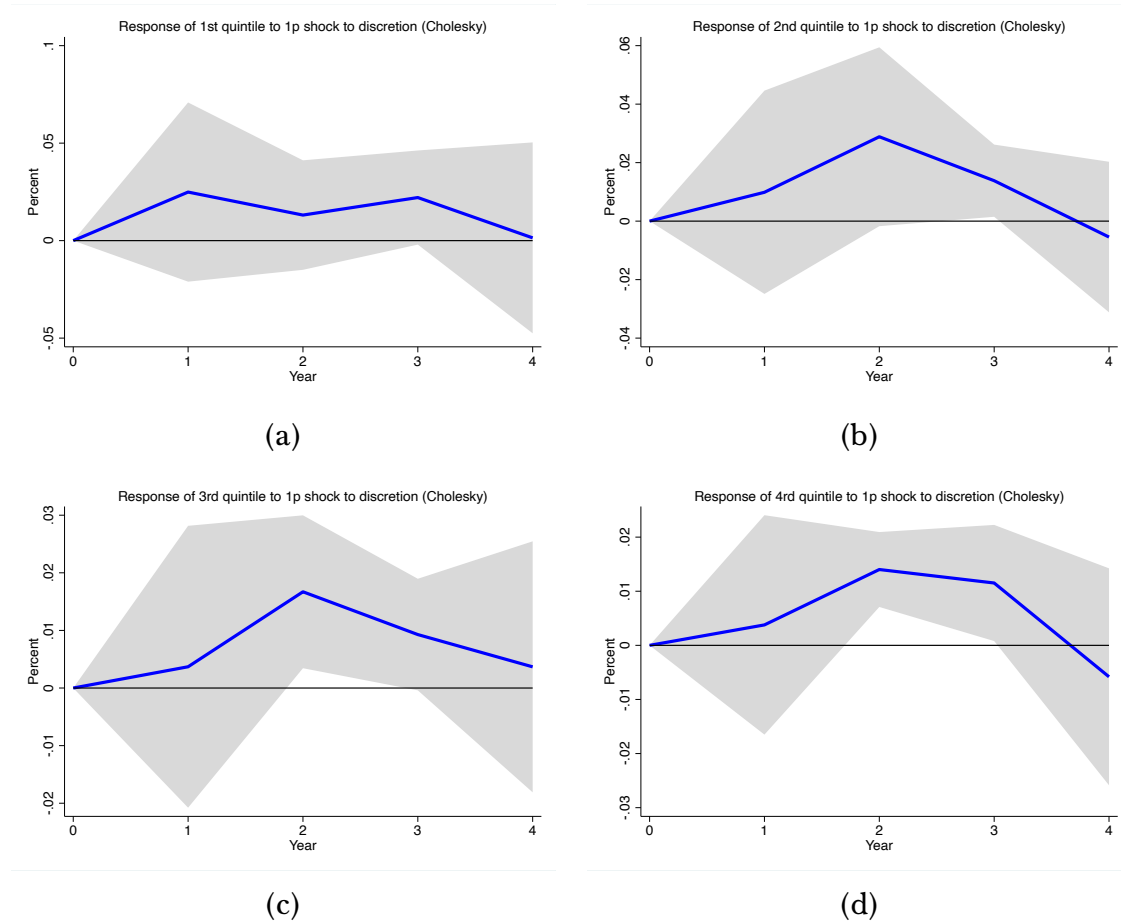 Response of 1st quintile to 1p shock to discretion (Cholesky)
.1
.05
0
-.05
Percent
0 1 2 3 4
Year
(a)
Response of 2nd quintile to 1p shock to discretion (Cholesky)
.06
.04
.02
0
-.02
-.04
Percent
0 1 2 3 4
Year
(b)
Response of 3rd quintile to 1p shock to discretion (Cholesky)
.03
.02
.01
0
-.01
-.02
Percent
0 1 2 3 4
Year
(c)
Response of 4rd quintile to 1p shock to discretion (Cholesky)
.02
.01
0
-.01
-.02
-.03
Percent
0 1 2 3 4
Year
(d)